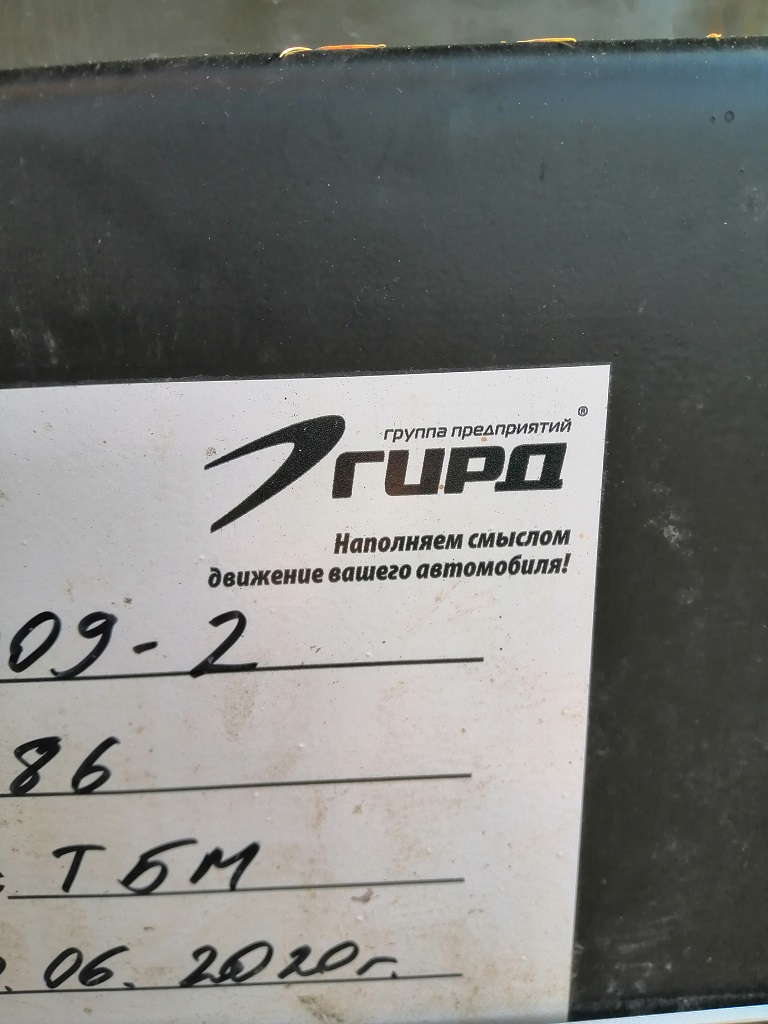 группа предприятий ®
ГИРД
Наполняем смыслом
движение вашего автомобиля!
09-2
86
ТБМ
06. 2020г.